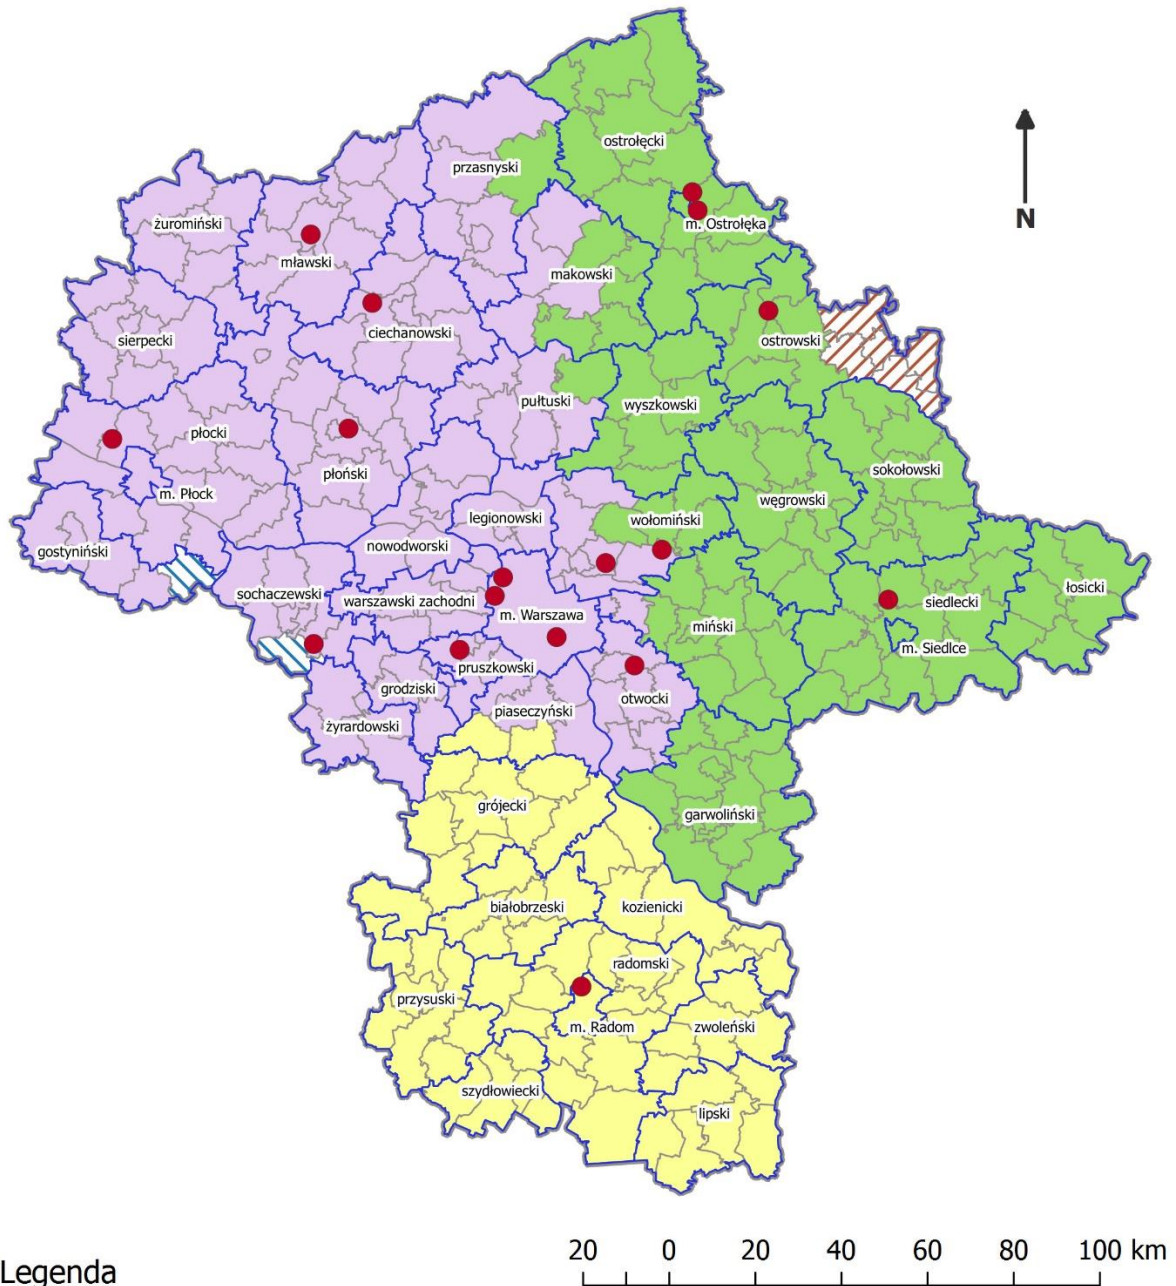 ostrołęcki
przasnyski
żuromiński
m. Ostrołęka
N
mławski
makowski
ciechanowski
sierpecki
ostrowski
pułtuski
wyszkowski
płocki
płoński
sokołowski
m. Płock
węgrowski
legionowski
wołomiński
nowodworski
gostyniński
sochaczewski
warszawski zachodni
m. Warszawa
siedlecki
łosicki
miński
m. Siedlce
pruszkowski
grodziski
otwocki
piaseczyński
żyrardowski
grójecki
garwoliński
białobrzeski
kozienicki
radomski
przysuski
m. Radom
zwoleński
szydłowiecki
lipski
20 0 20 40 60 80 100 km
Legenda